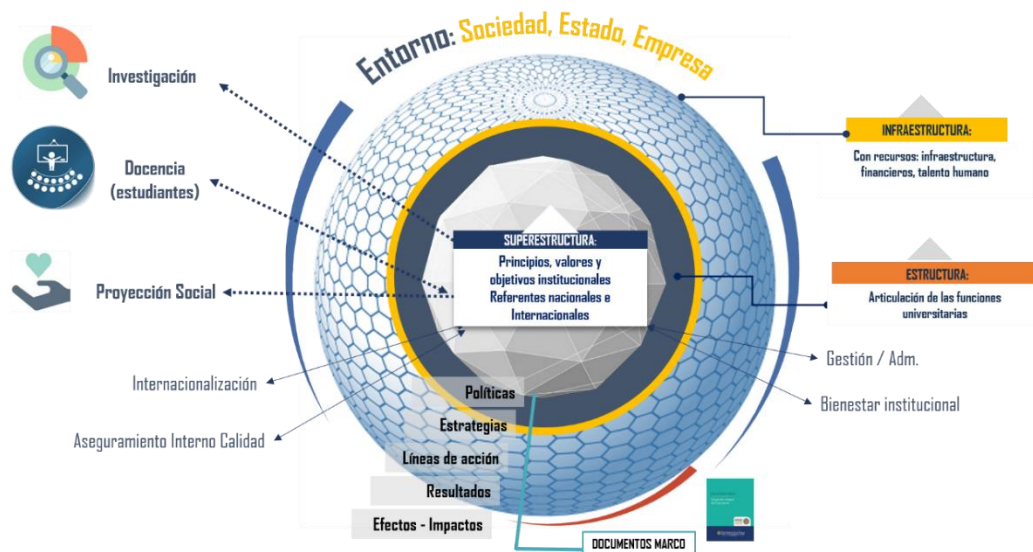 Entorno: Sociedad, Estado, Empresa
Investigación
Docencia
(estudiantes)
Proyección Social
Internacionalización
Aseguramiento Interno Calidad
SUPERESTRUCTURA:
Principios, valores y
objetivos institucionales
Referentes nacionales e
Internacionales
INFRAESTRUCTURA:
Con recursos: infraestructura,
financieros, talento humano
ESTRUCTURA:
Articulación de las funciones
universitarias
Gestión / Adm.
Bienestar institucional
Políticas
Estrategias
Líneas de acción
Resultados
Efectos - Impactos
DOCUMENTOS MARCO